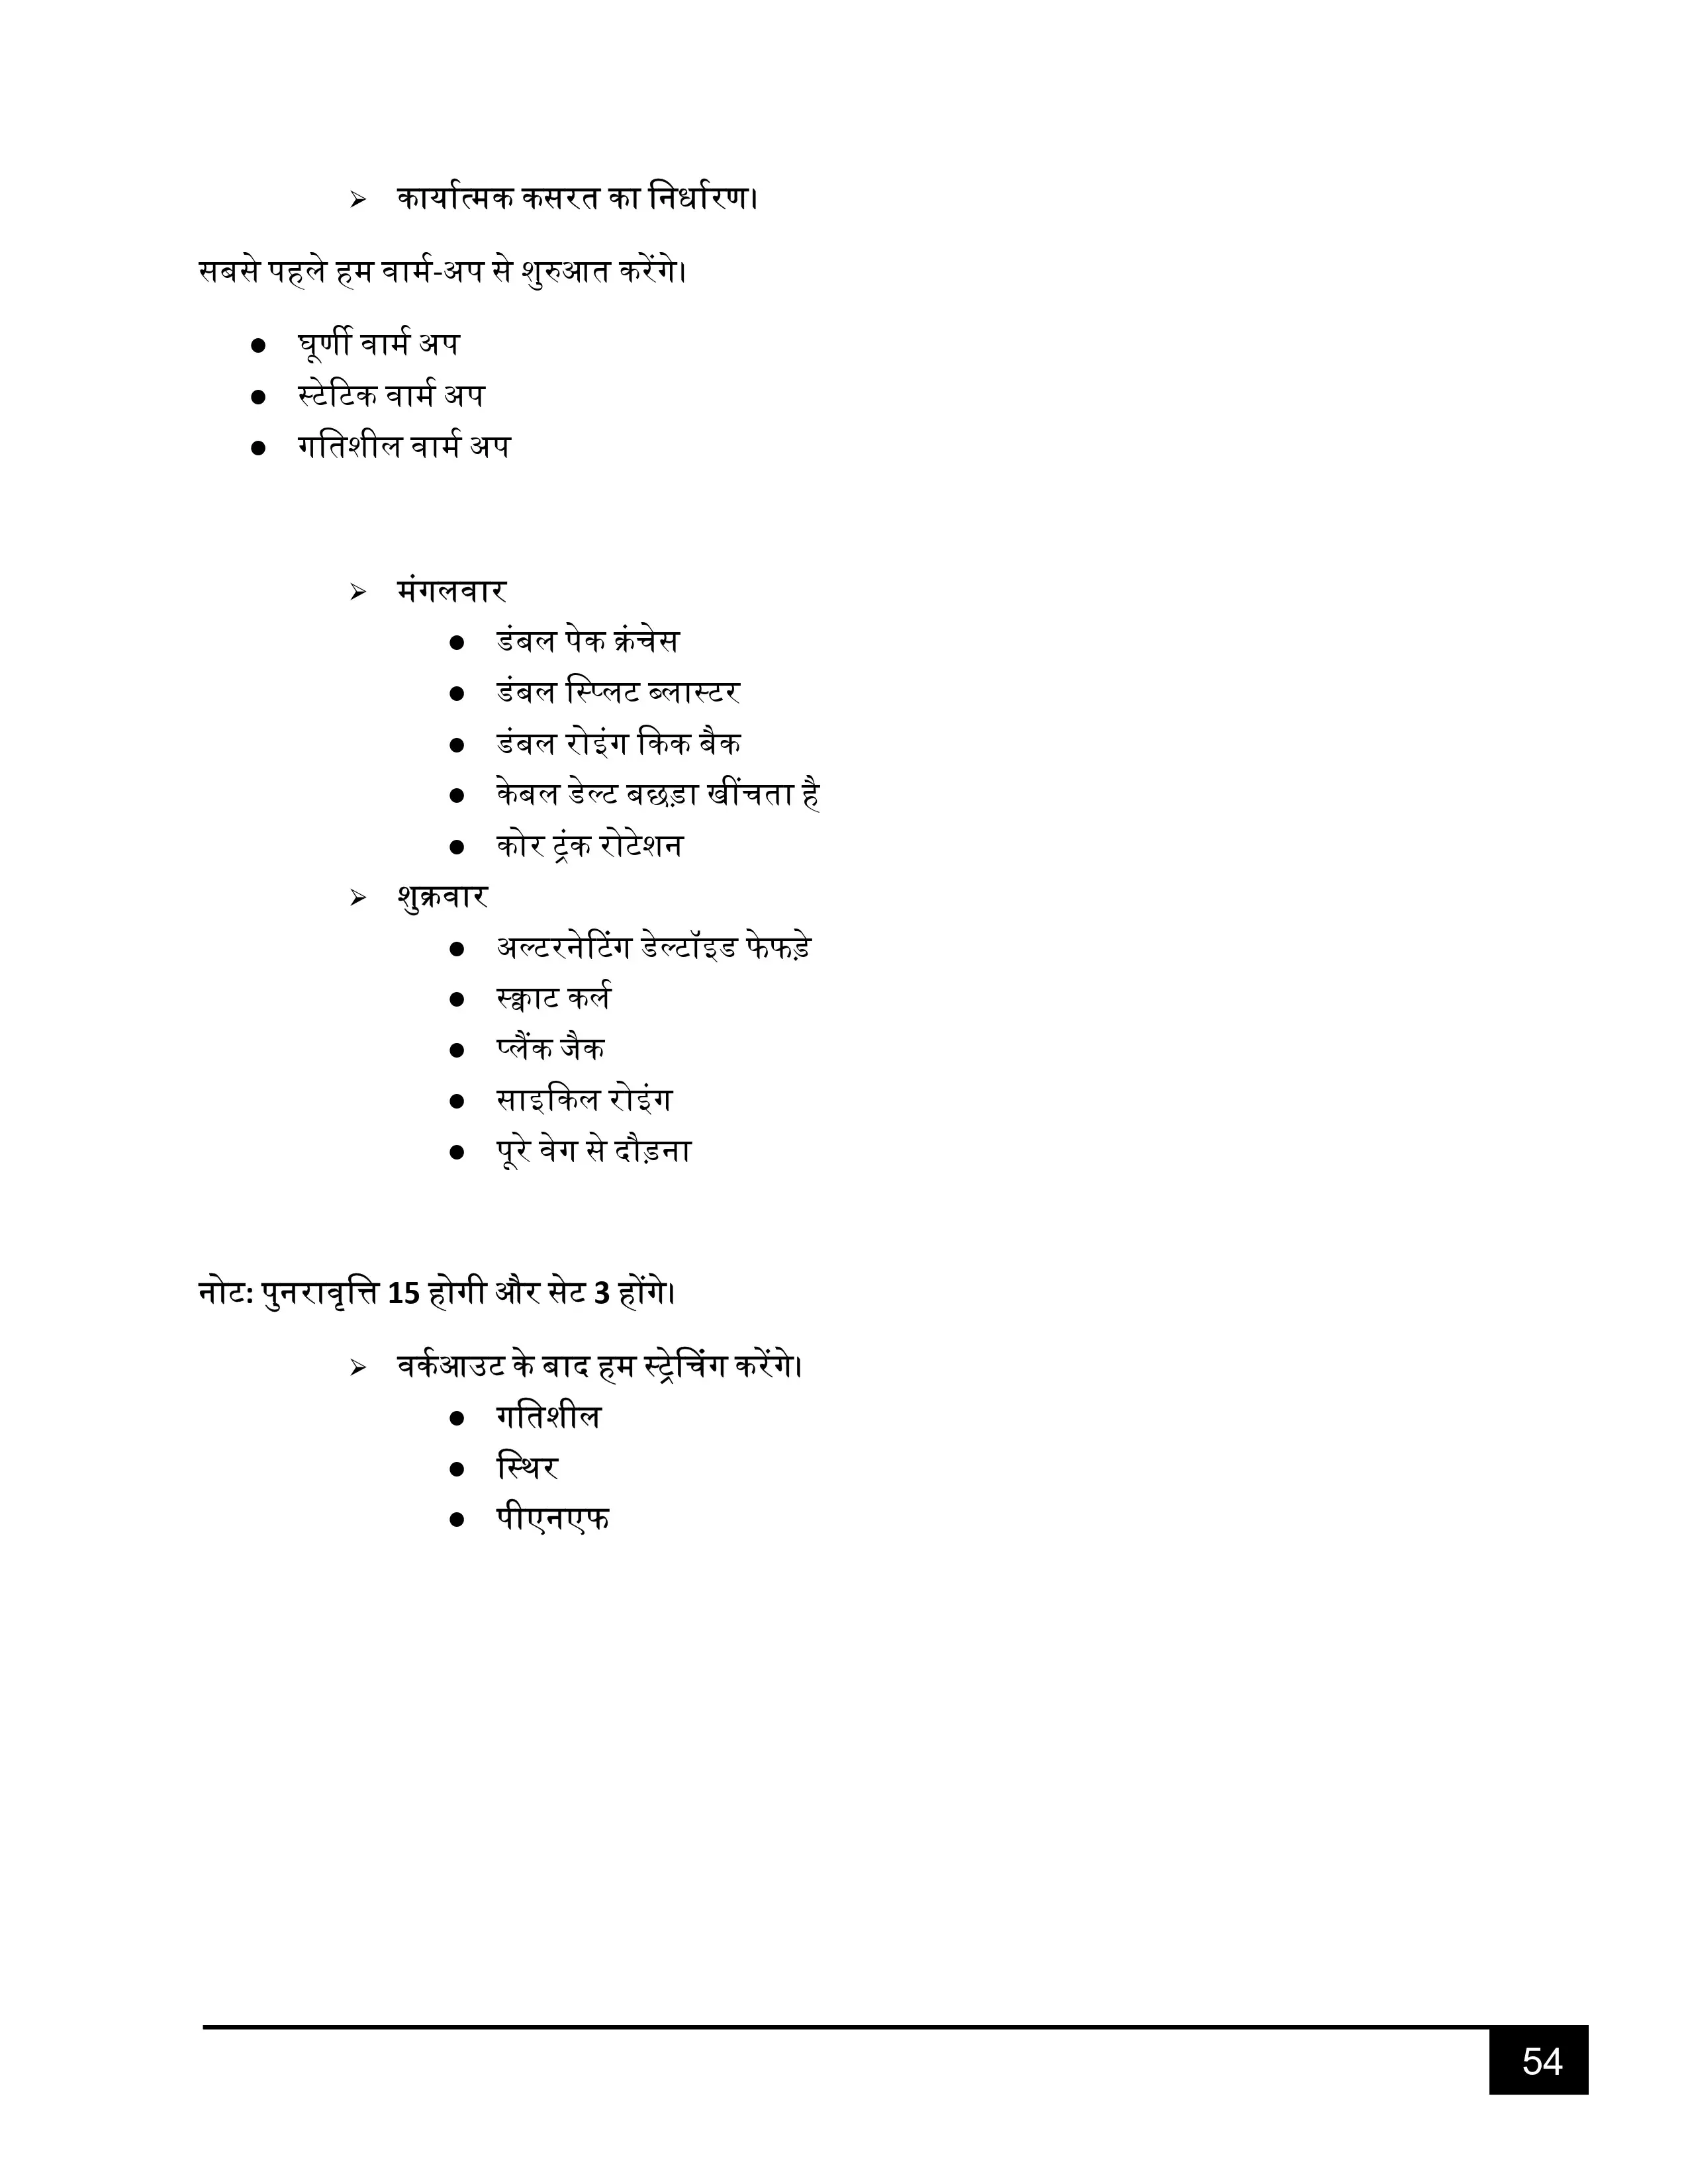 ➢ कार्यात्मक कसरत का निर्धारण।
सबसे पहले हम वार्म-अप से शुरुआत करेंगे।
● घूर्णी वार्म अप
● स्टेटिक वार्म अप
● गतिशील वार्म अप
➢ मंगलवार
● डंबल पेक क्रंचेस
● डंबल स्प्लिट ब्लास्टर
● डंबल रोइंग किक बैक
● केबल डेल्ट बछड़ा खींचता है
● कोर ट्रंक रोटेशन
➢ शुक्रवार
● अल्टरनेटिंग डेल्टॉइड फेफड़े
● स्क्वाट कर्ल
● प्लैंक जैक
● साइकिल रोइंग
● पूरे वेग से दौड़ना
नोट: पुनरावृत्ति 15 होगी और सेट 3 होंगे।
➢ वर्कआउट के बाद हम स्ट्रेचिंग करेंगे।
● गतिशील
● स्थिर
● पीएनएफ
54